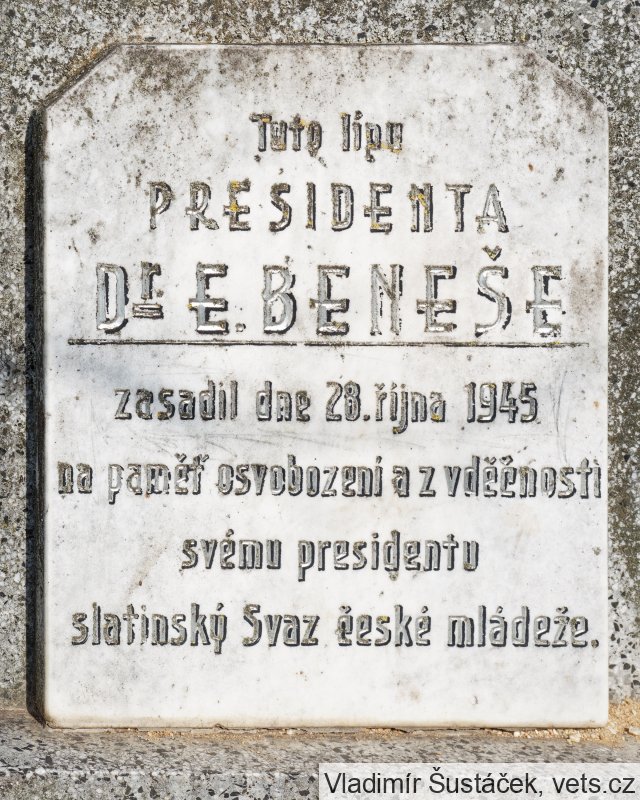 Tuto lípu
PRESIDENTA
Dr. E. BENEŠE
zasadil dne 28. října 1945
na paměť osvobození a z vděčnosti
svému presidentu
slatinský Svaz české mládeže.
Vladimír Šustáček, vets.cz